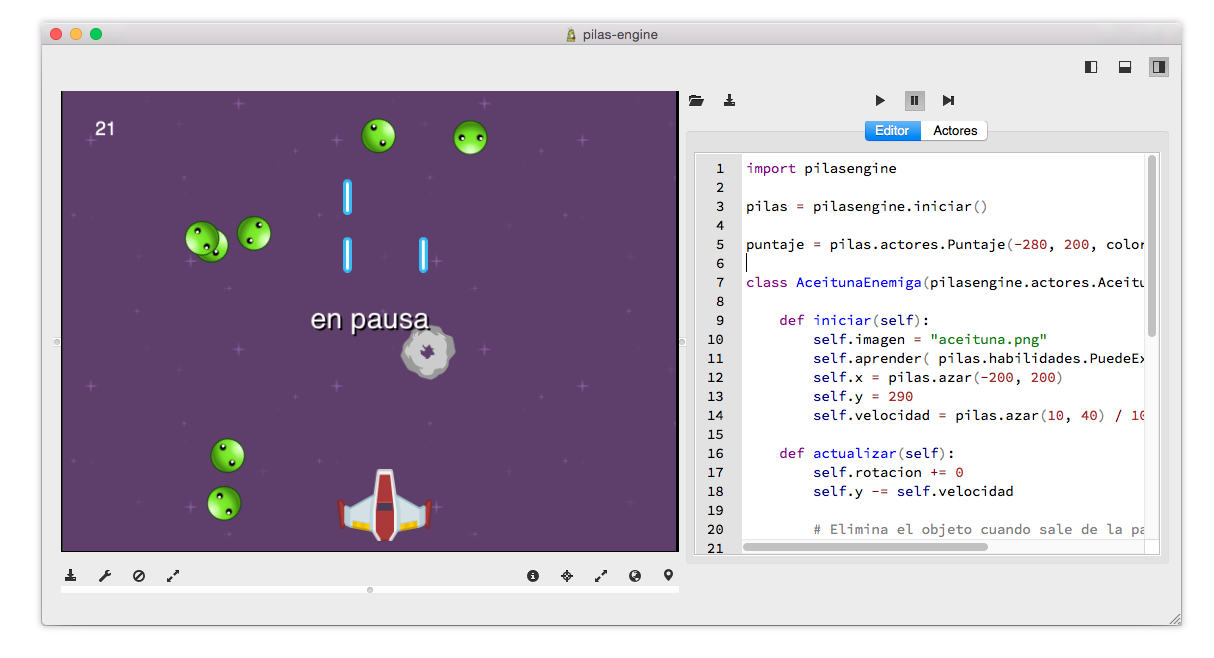 pilas-engine
21
en pausa
Editor Actores
1 import pilasengine
2
3 pilas = pilasengine.iniciar()
4
5 puntaje = pilas.actores.Puntaje(-280, 200, color
6
7 class AceitunaEnemiga(pilasengine.actores.Aceitu
8
9 def iniciar(self):
10 self.imagen = "aceituna.png"
11 self.aprender( pilas.habilidades.PuedeEx
12 self.x = pilas.azar(-200, 200)
13 self.y = 290
14 self.velocidad = pilas.azar(10, 40) / 10
15
16 def actualizar(self):
17 self.rotacion += 0
18 self.y -= self.velocidad
19
20 # Elimina el objeto cuando sale de la pa
21